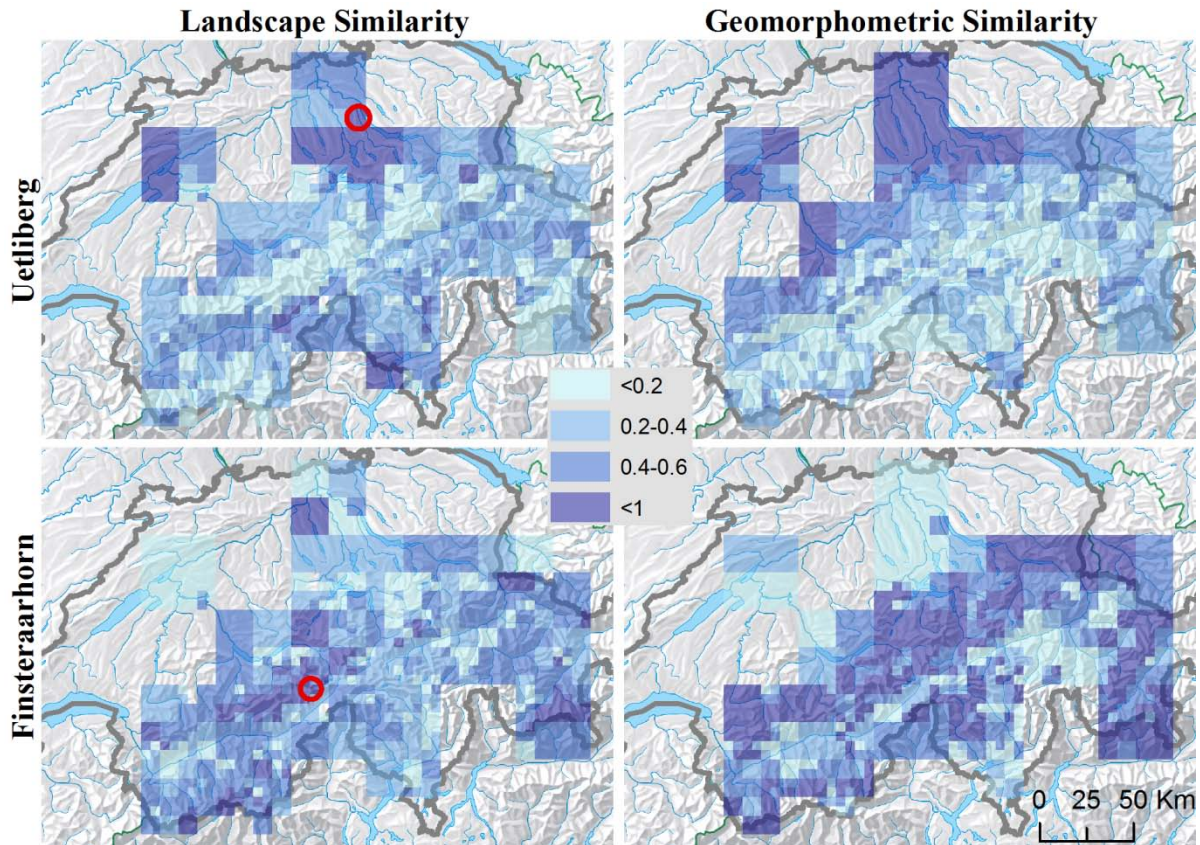 Landscape Similarity
Geomorphometric Similarity
Uetliberg
<0.2
0.2-0.4
0.4-0.6
<1
Finsteraarhorn
0 25 50 Km